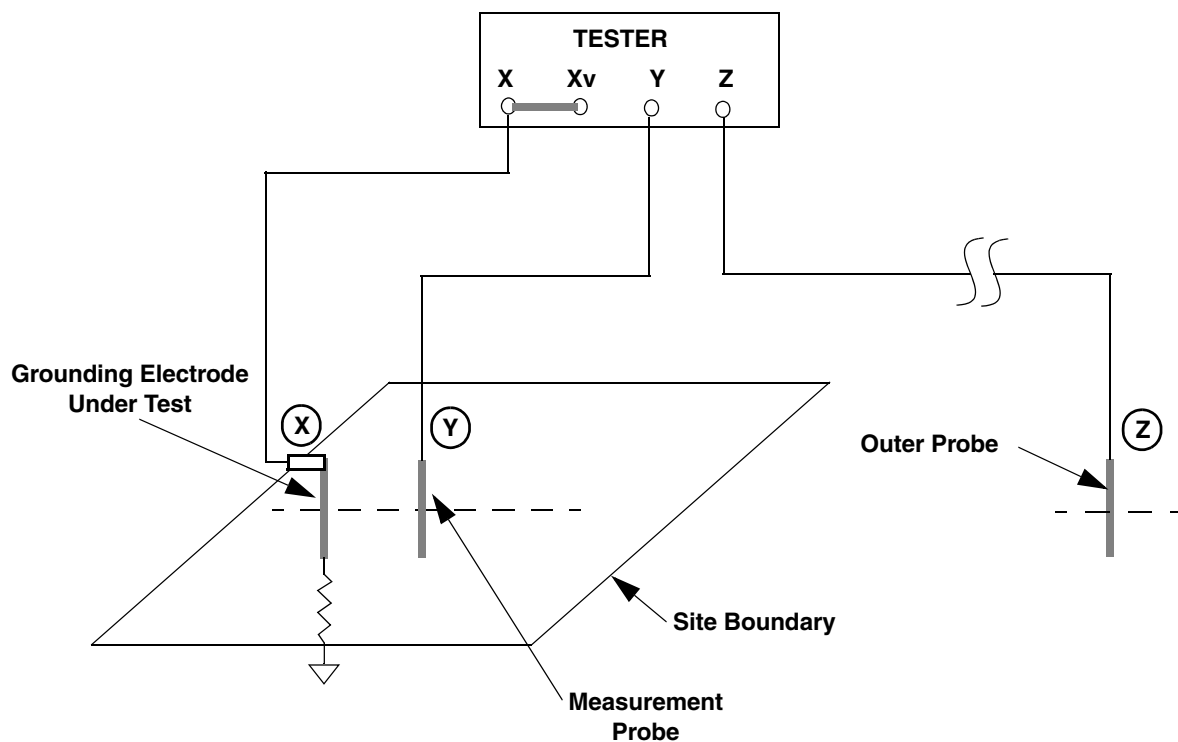 TESTER
X Xv Y Z
Grounding Electrode
Under Test
X
Y
Z
Outer Probe
Site Boundary
Measurement
Probe